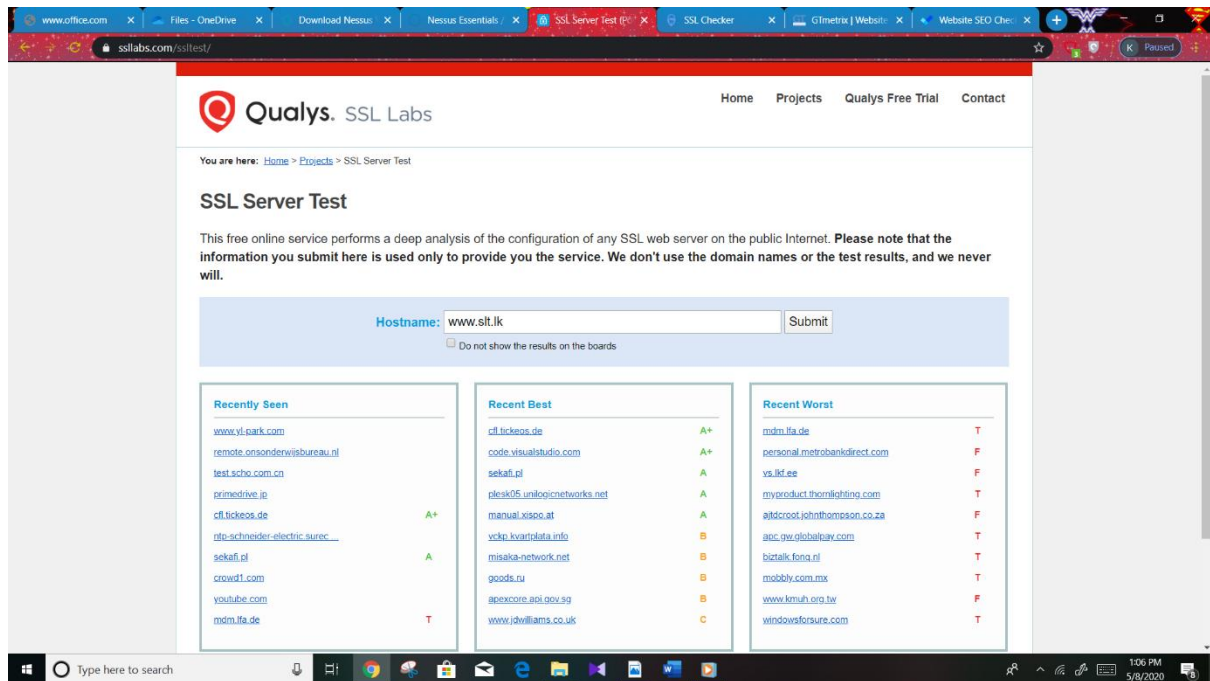 www.office.com
Files - OneDrive
Download Nessus
Nessus Essentials /
SSL Server Test (Po
SSL Checker
GTmetrix | Website
Website SEO Chec
ssllabs.com/ssltest/
K Paused
Qualys. SSL Labs
Home Projects Qualys Free Trial Contact
You are here: Home > Projects > SSL Server Test
SSL Server Test
This free online service performs a deep analysis of the configuration of any SSL web server on the public Internet. Please note that the
information you submit here is used only to provide you the service. We don't use the domain names or the test results, and we never
will.
Hostname: www.slt.lk Submit
Do not show the results on the boards
Recently Seen
www.yl-park.com
remote.onsonderwijsbureau.nl
test.scho.com.cn
primedrive.jp
cfl.tickeos.de A+
ntp-schneider-electric.surec ...
sekafi.pl A
crowd1.com
youtube.com
mdm.lfa.de T
Recent Best
cfl.tickeos.de A+
code.visualstudio.com A+
sekafi.pl A
plesk05.unilogicnetworks.net A
manual.xispo.at A
vckp.kvartplata.info B
misaka-network.net B
goods.ru B
apexcore.api.gov.sg B
www.jdwilliams.co.uk C
Recent Worst
mdm.lfa.de T
personal.metrobankdirect.com F
vs.lkf.ee F
myproduct.thornlighting.com T
ajtdcroot.johnthompson.co.za F
apc.gw.globalpay.com T
biztalk.fonq.nl T
mobbly.com.mx T
www.kmuh.org.tw F
windowsforsure.com T
Type here to search
1:06 PM
5/8/2020